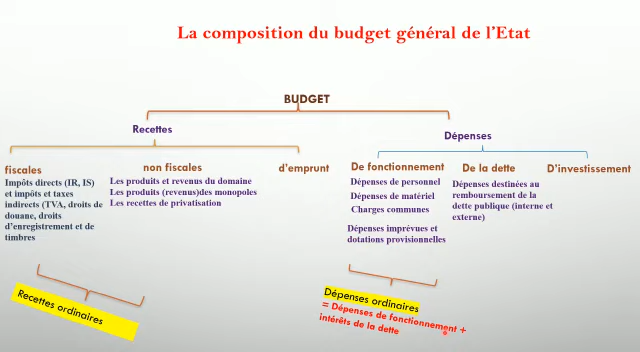 La composition du budget général de l'Etat
BUDGET
Recettes
Dépenses
fiscales
Impôts directs (IR, IS)
et impôts et taxes
indirects (TVA, droits de
douane, droits
d'enregistrement et de
timbres
non fiscales
Les produits et revenus du domaine
Les produits (revenus)des monopoles
Les recettes de privatisation
d'emprunt
De fonctionnement
Dépenses de personnel
Dépenses de matériel
Charges communes
Dépenses imprévues et
dotations provisionnelles
De la dette
Dépenses destinées au
remboursement de la
dette publique (interne et
externe)
D'investissement
Recettes ordinaires
Dépenses ordinaires
= Dépenses de fonctionnement +
intérêts de la dette